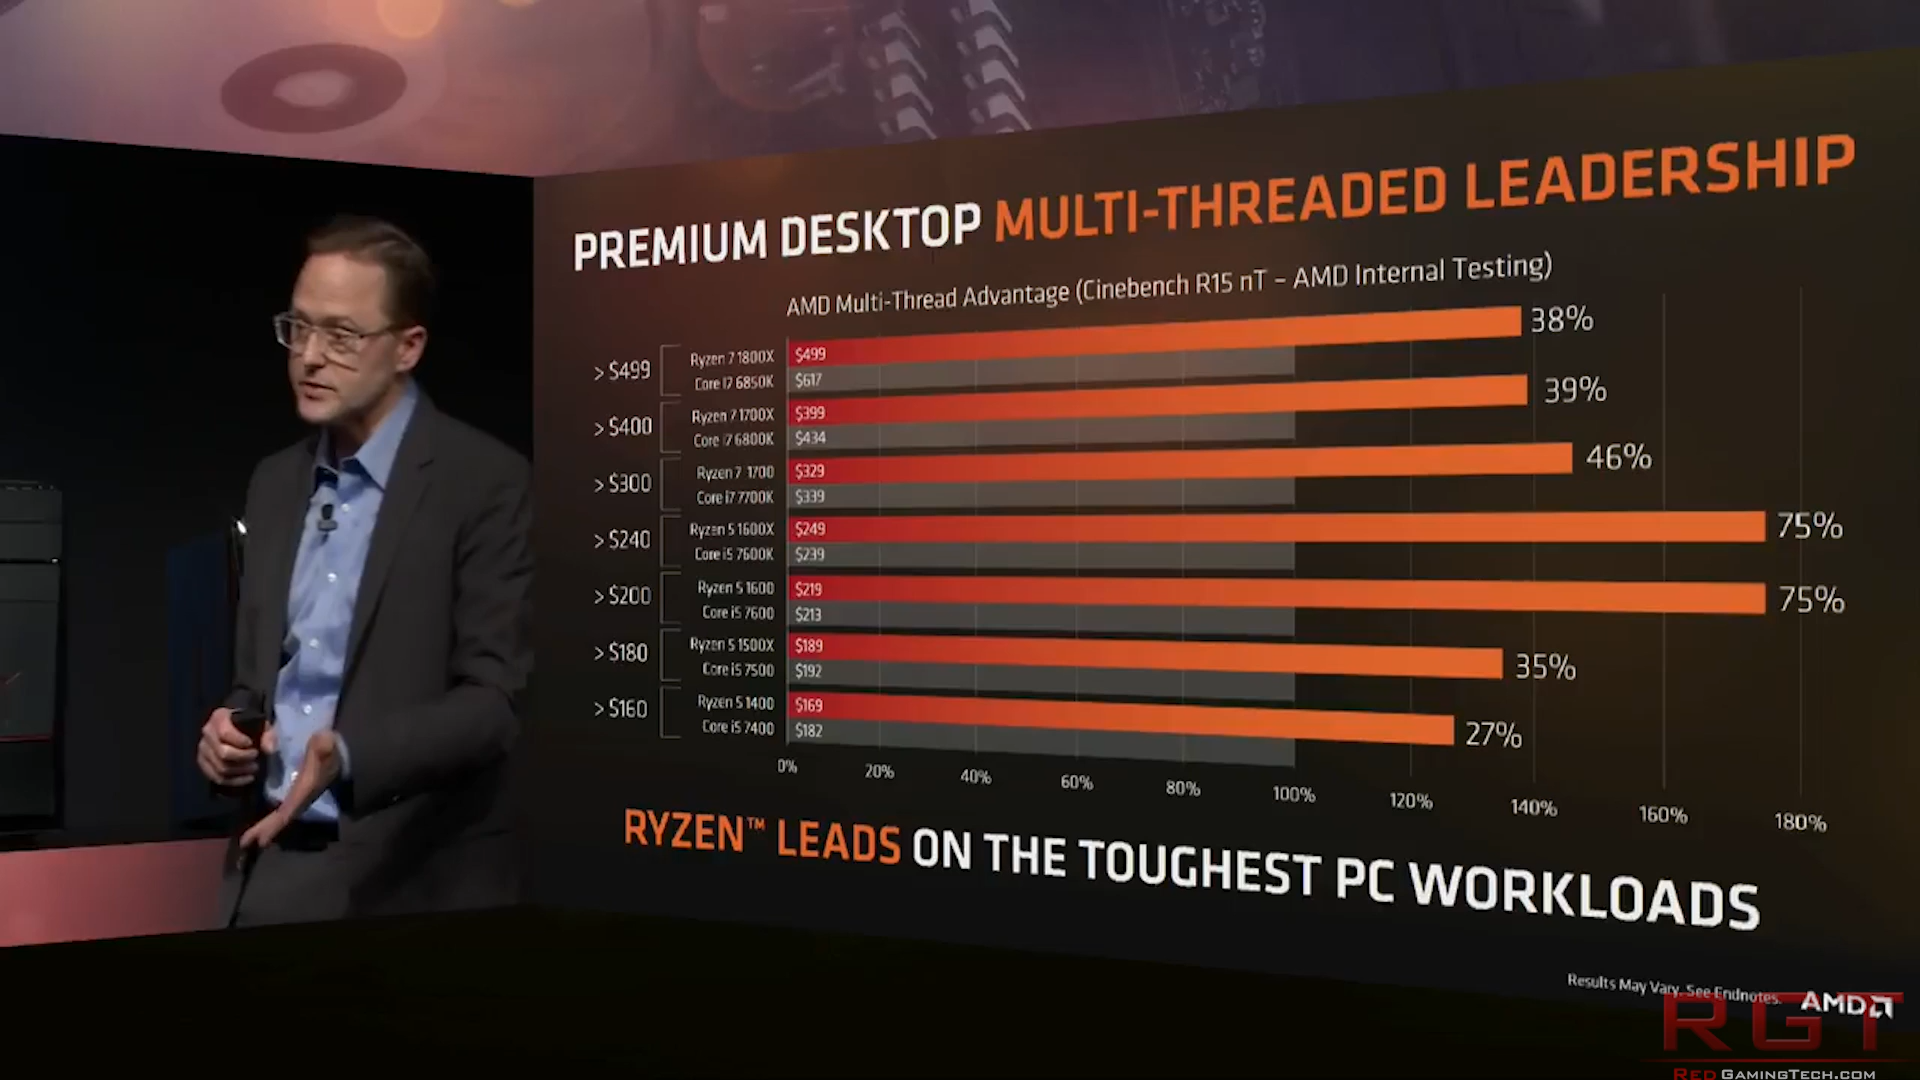 PREMIUM DESKTOP MULTI-THREADED LEADERSHIP
AMD Multi-Thread Advantage (Cinebench R15 nT – AMD Internal Testing)
> $499
Ryzen 7 1800X $499 38%
Core I7 6850K $617
> $400
Ryzen 7 1700X $399 39%
Core i7 6800K $434
> $300
Ryzen 7 1700 $329 46%
Core i7 7700K $339
> $240
Ryzen 5 1600X $249 75%
Core i5 7600K $239
> $200
Ryzen 5 1600 $219 75%
Core i5 7600 $213
> $180
Ryzen 5 1500X $189 35%
Core i5 7500 $192
> $160
Ryzen 5 1400 $169 27%
Core i5 7400 $182
0% 20% 40% 60% 80% 100% 120% 140% 160% 180%
RYZEN™ LEADS ON THE TOUGHEST PC WORKLOADS
Results May Vary. See Endnotes.
AMD
RGT
REDGAMINGTECH.COM